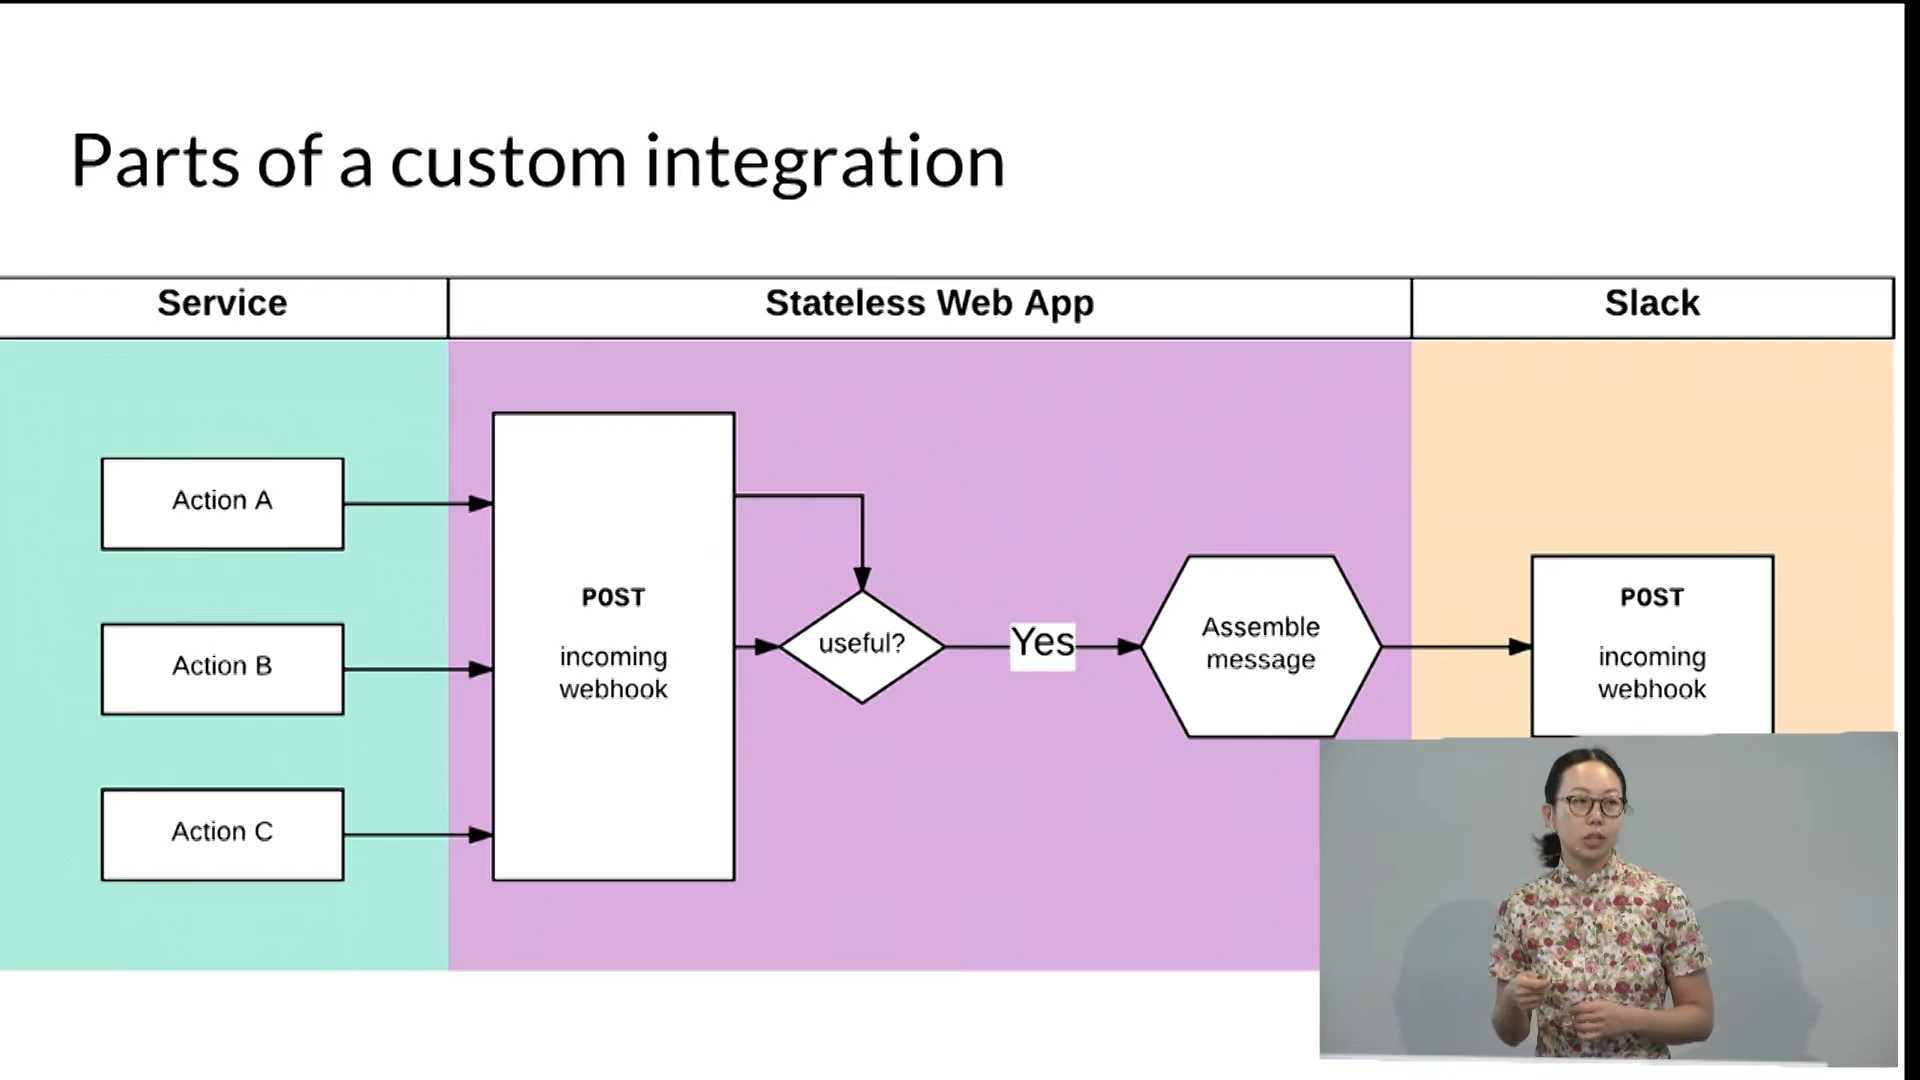 Parts of a custom integration
Service
Stateless Web App
Slack
Action A
Action B
Action C
POST
incoming
webhook
useful?
Yes
Assemble
message
POST
incoming
webhook